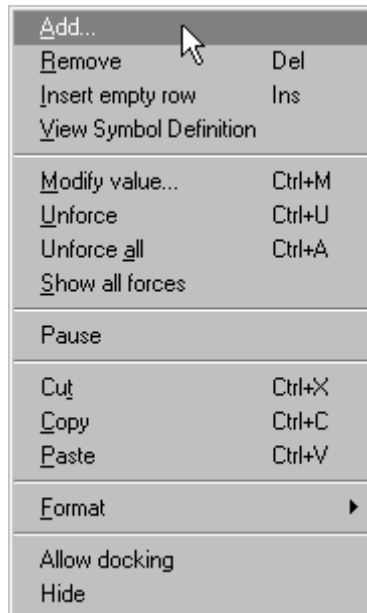 Add...
Remove Del
Insert empty row Ins
View Symbol Definition
Modify value... Ctrl+M
Unforce Ctrl+U
Unforce all Ctrl+A
Show all forces
Pause
Cut Ctrl+X
Copy Ctrl+C
Paste Ctrl+V
Format
Allow docking
Hide